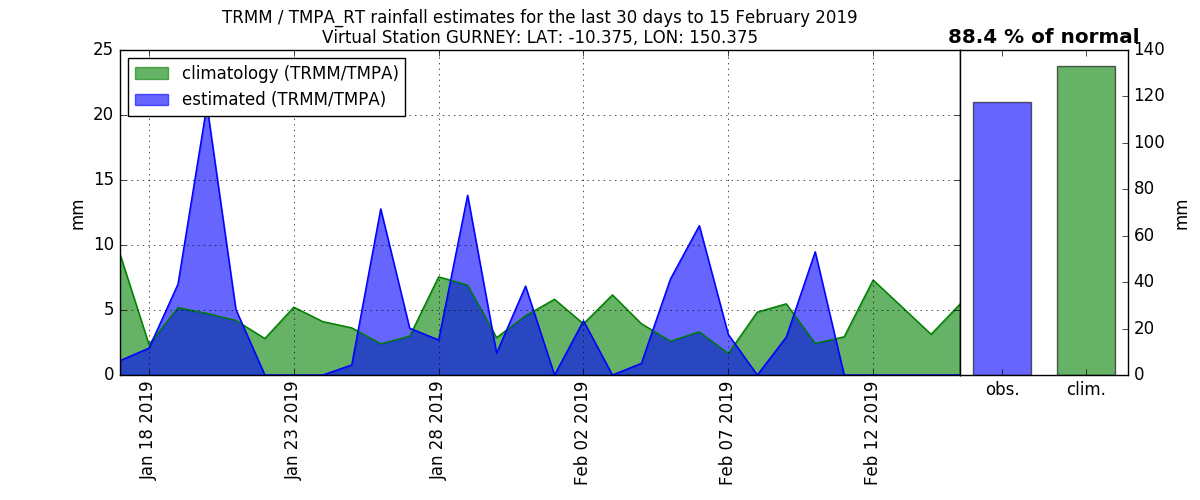 TRMM / TMPA_RT rainfall estimates for the last 30 days to 15 February 2019
Virtual Station GURNEY: LAT: -10.375, LON: 150.375
88.4 % of normal
climatology (TRMM/TMPA)
estimated (TRMM/TMPA)
25
20
15
10
5
0
mm
Jan 18 2019
Jan 23 2019
Jan 28 2019
Feb 02 2019
Feb 07 2019
Feb 12 2019
140
120
100
80
60
40
20
0
mm
obs.
clim.